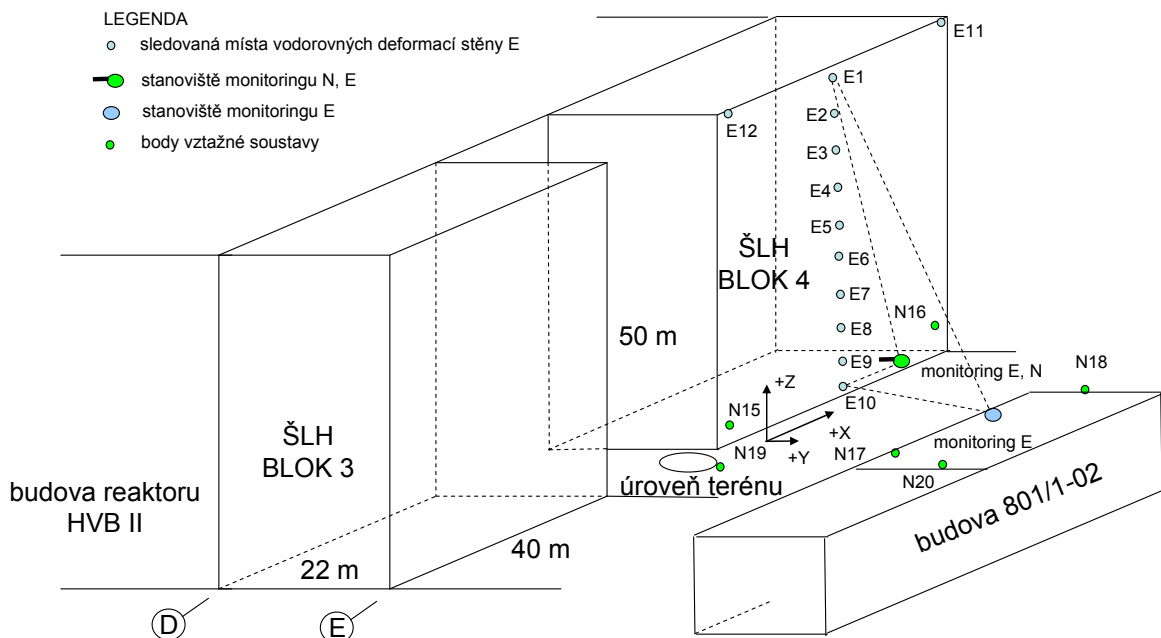 LEGENDA
sledovaná místa vodorovných deformací stěny E
stanoviště monitoringu N, E
stanoviště monitoringu E
body vztažné soustavy
E11
E1
E2
E12
E3
E4
E5
E6
ŠLH
BLOK 4
E7
N16
50 m
E8
E9
monitoring E, N
N18
+Z
E10
N15
+X
monitoring E
ŠLH
BLOK 3
N19
+Y
N17
N20
úroveň terénu
budova reaktoru
HVB II
budova 801/1-02
40 m
22 m
D
E